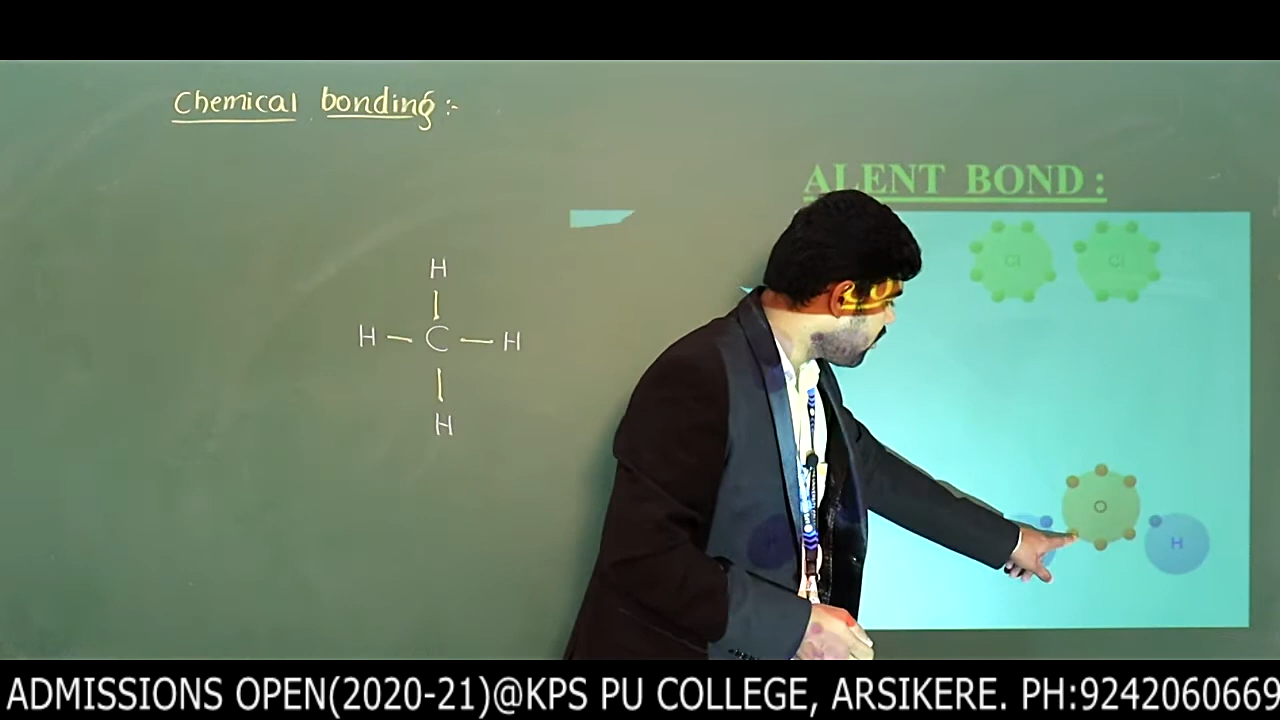 Chemical bonding:-
ALENT BOND :
Cl Cl
H
H C H
H
O
H
H
ADMISSIONS OPEN(2020-21)@KPS PU COLLEGE, ARSIKERE. PH:9242060669